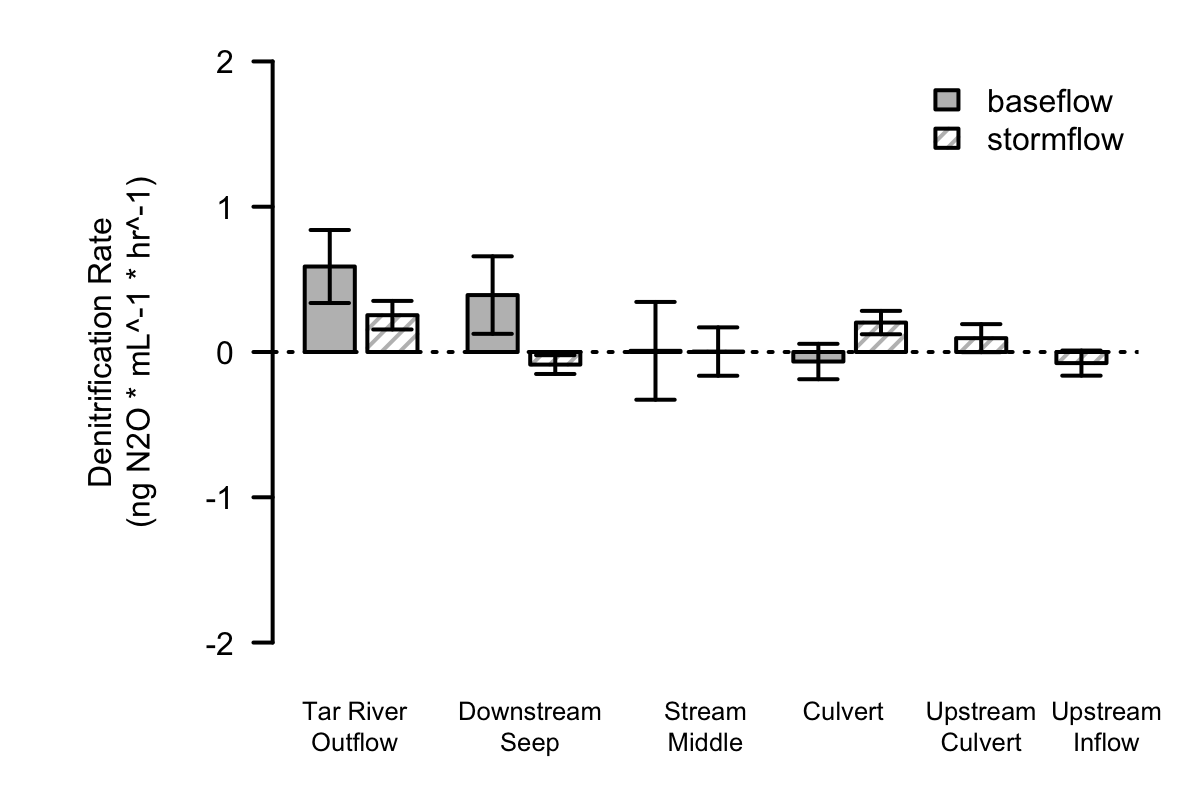 2
1
0
-1
-2
Denitrification Rate
(ng N2O * mL^-1 * hr^-1)
baseflow
stormflow
Tar River
Outflow
Downstream
Seep
Stream
Middle
Culvert
Upstream
Culvert
Upstream
Inflow